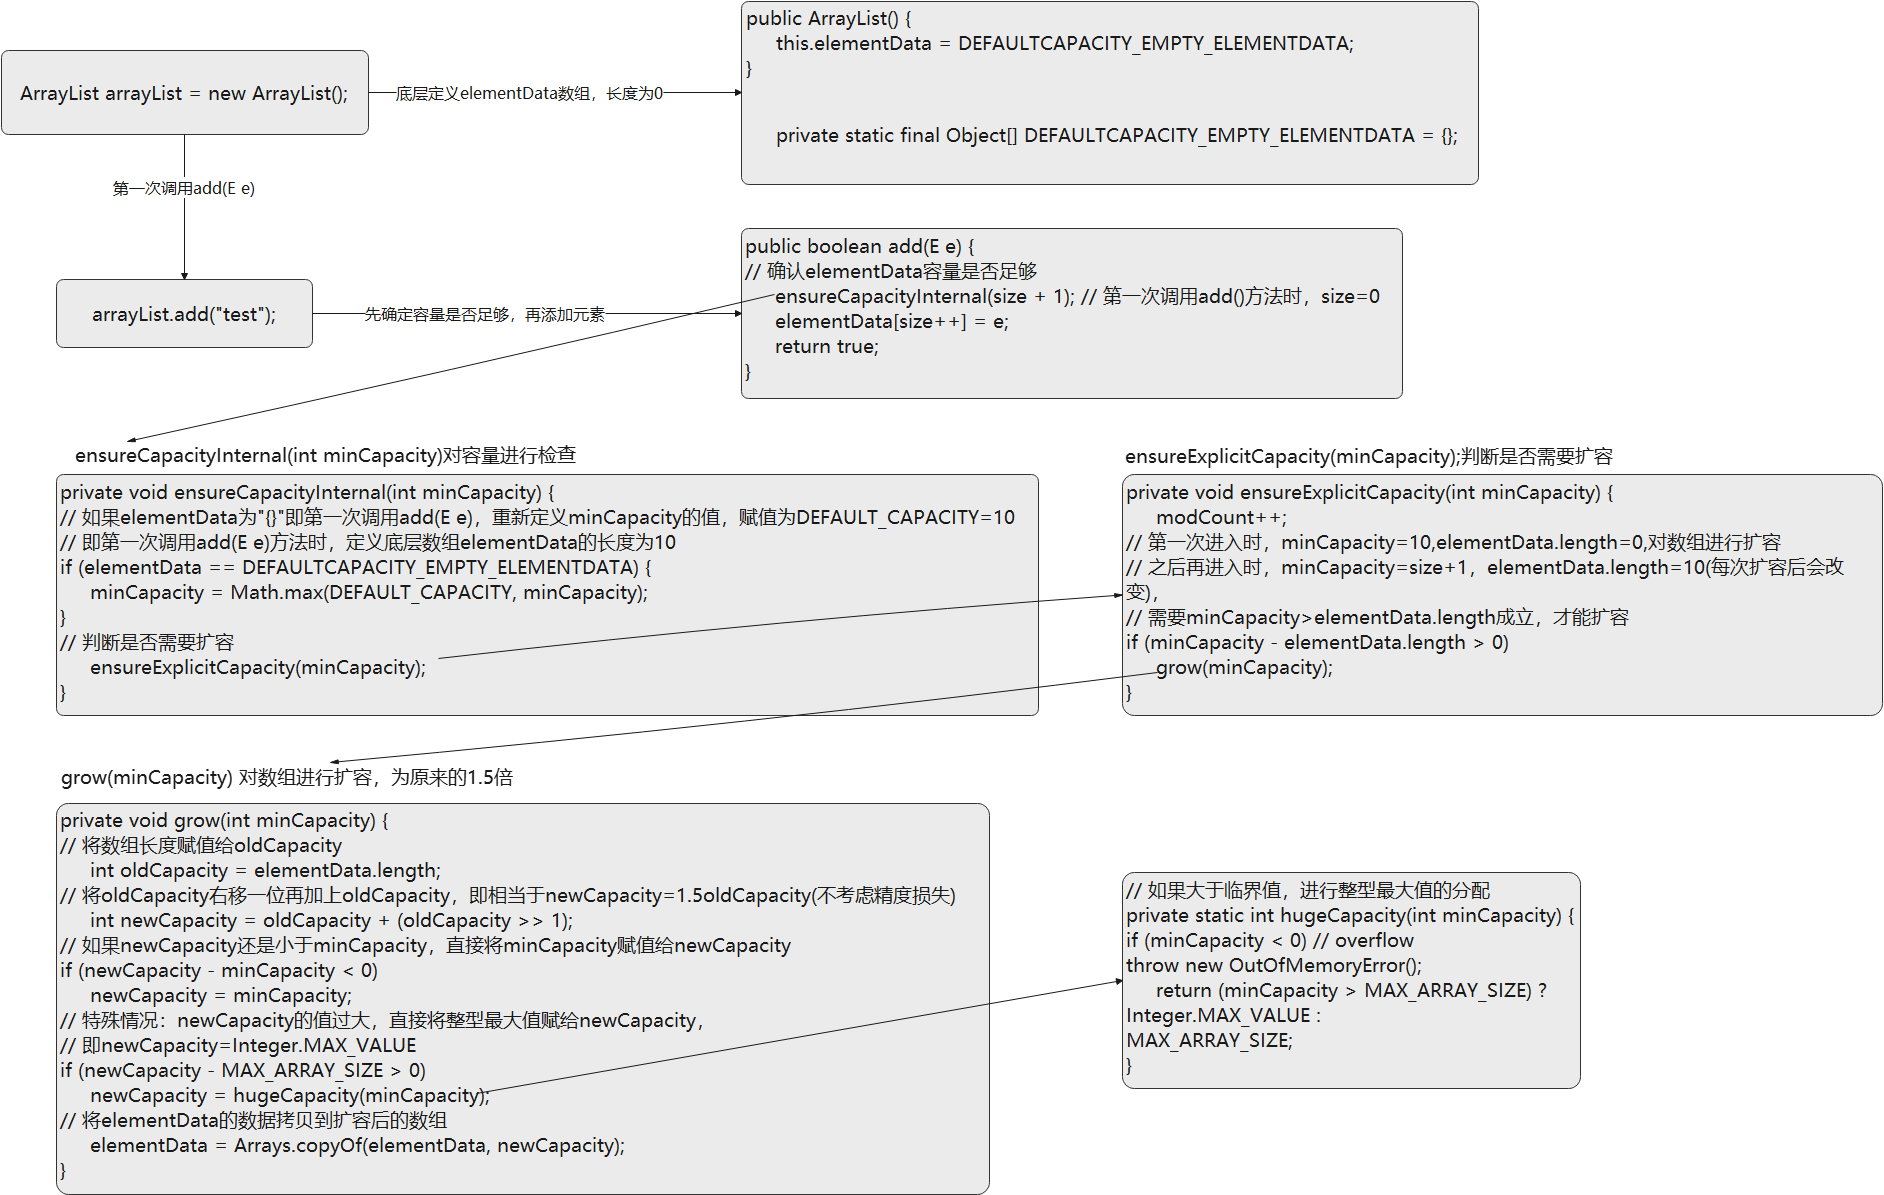 ArrayList arrayList = new ArrayList();
底层定义elementData数组，长度为0
public ArrayList() {
this.elementData = DEFAULTCAPACITY_EMPTY_ELEMENTDATA;
}
private static final Object[] DEFAULTCAPACITY_EMPTY_ELEMENTDATA = {};
第一次调用add(E e)
arrayList.add("test");
先确定容量是否足够，再添加元素
public boolean add(E e) {
// 确认elementData容量是否足够
ensureCapacityInternal(size + 1); // 第一次调用add()方法时，size=0
elementData[size++] = e;
return true;
}
ensureCapacityInternal(int minCapacity)对容量进行检查
private void ensureCapacityInternal(int minCapacity) {
// 如果elementData为"{}"即第一次调用add(E e)，重新定义minCapacity的值，赋值为DEFAULT_CAPACITY=10
// 即第一次调用add(E e)方法时，定义底层数组elementData的长度为10
if (elementData == DEFAULTCAPACITY_EMPTY_ELEMENTDATA) {
minCapacity = Math.max(DEFAULT_CAPACITY, minCapacity);
}
// 判断是否需要扩容
ensureExplicitCapacity(minCapacity);
}
ensureExplicitCapacity(minCapacity);判断是否需要扩容
private void ensureExplicitCapacity(int minCapacity) {
modCount++;
// 第一次进入时，minCapacity=10,elementData.length=0,对数组进行扩容
// 之后再进入时，minCapacity=size+1，elementData.length=10(每次扩容后会改
变)，
// 需要minCapacity>elementData.length成立，才能扩容
if (minCapacity - elementData.length > 0)
grow(minCapacity);
}
grow(minCapacity) 对数组进行扩容，为原来的1.5倍
private void grow(int minCapacity) {
// 将数组长度赋值给oldCapacity
int oldCapacity = elementData.length;
// 将oldCapacity右移一位再加上oldCapacity，即相当于newCapacity=1.5oldCapacity(不考虑精度损失)
int newCapacity = oldCapacity + (oldCapacity >> 1);
// 如果newCapacity还是小于minCapacity，直接将minCapacity赋值给newCapacity
if (newCapacity - minCapacity < 0)
newCapacity = minCapacity;
// 特殊情况：newCapacity的值过大，直接将整型最大值赋给newCapacity，
// 即newCapacity=Integer.MAX_VALUE
if (newCapacity - MAX_ARRAY_SIZE > 0)
newCapacity = hugeCapacity(minCapacity);
// 将elementData的数据拷贝到扩容后的数组
elementData = Arrays.copyOf(elementData, newCapacity);
}
// 如果大于临界值，进行整型最大值的分配
private static int hugeCapacity(int minCapacity) {
if (minCapacity < 0) // overflow
throw new OutOfMemoryError();
return (minCapacity > MAX_ARRAY_SIZE) ?
Integer.MAX_VALUE :
MAX_ARRAY_SIZE;
}